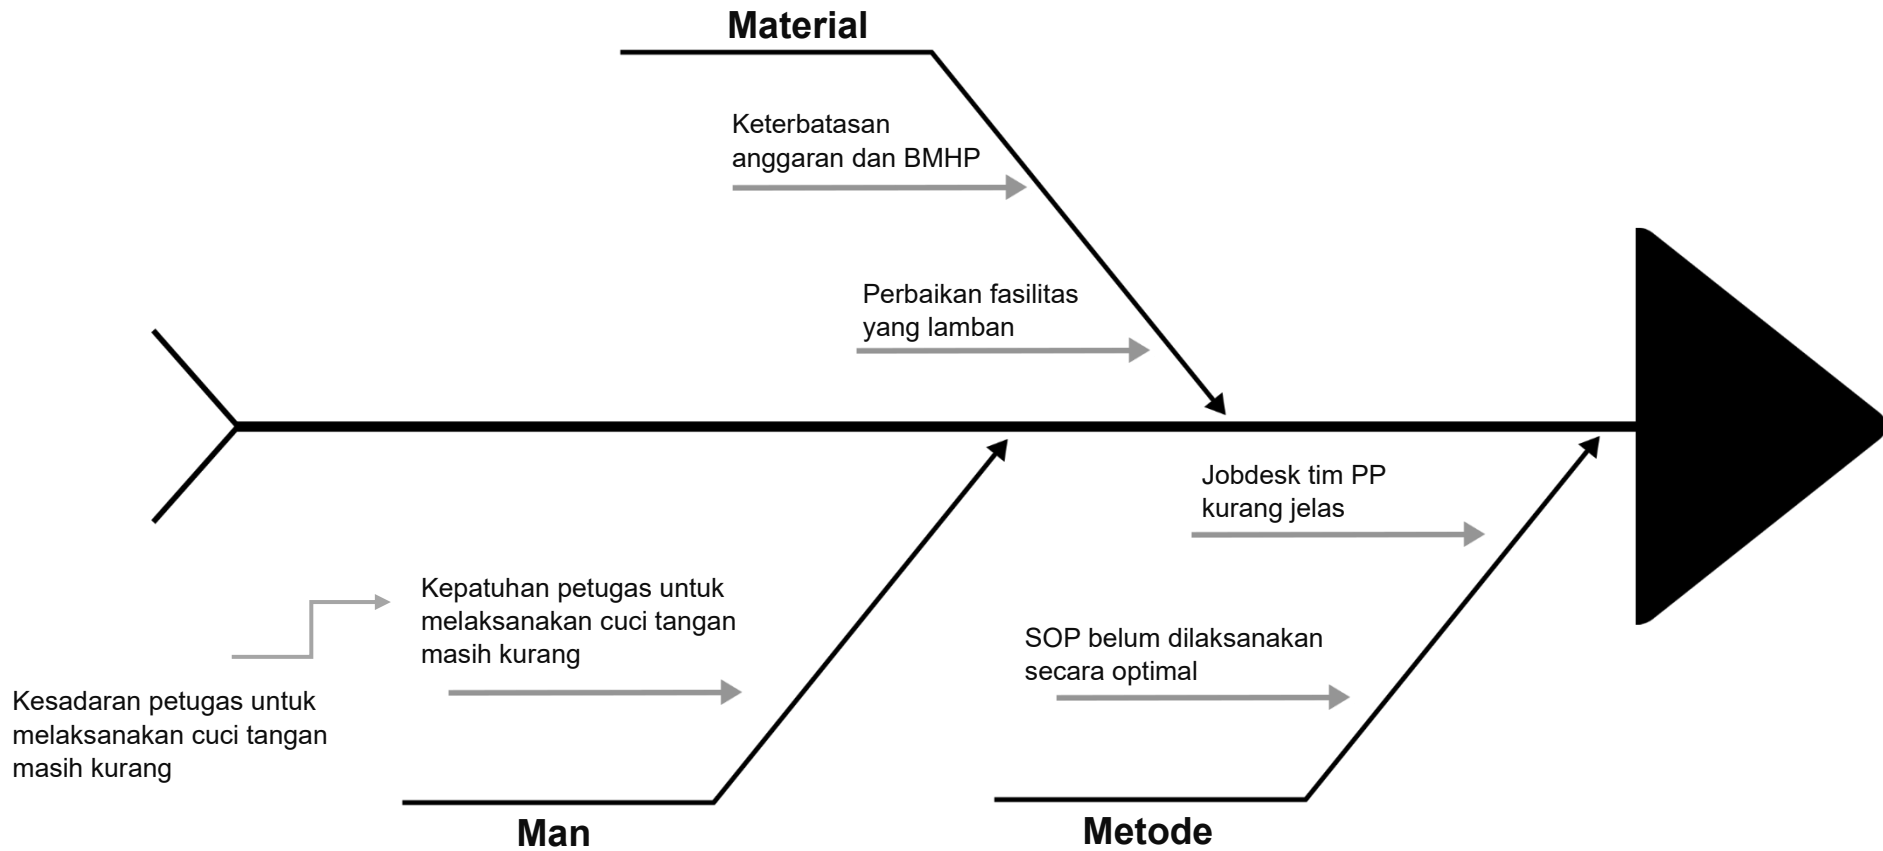 Material
Keterbatasan
anggaran dan BMHP
Perbaikan fasilitas
yang lamban
Jobdesk tim PP
kurang jelas
Kepatuhan petugas untuk
melaksanakan cuci tangan
masih kurang
SOP belum dilaksanakan
secara optimal
Kesadaran petugas untuk
melaksanakan cuci tangan
masih kurang
Man
Metode